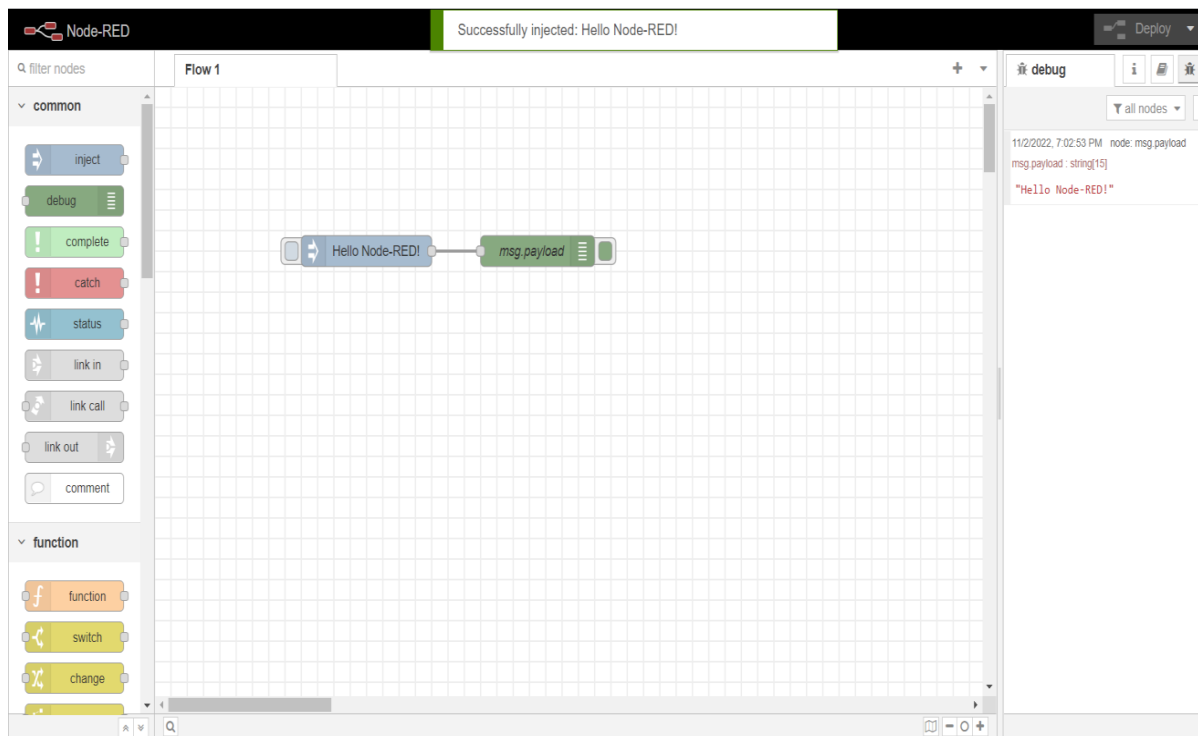 Node-RED
Successfully injected: Hello Node-RED!
Deploy
filter nodes
Flow 1
debug
i
common
all nodes
inject
debug
complete
catch
status
link in
link call
link out
comment
function
function
switch
change
Hello Node-RED!
msg.payload
11/2/2022, 7:02:53 PM node: msg.payload
msg.payload : string[15]
"Hello Node-RED!"